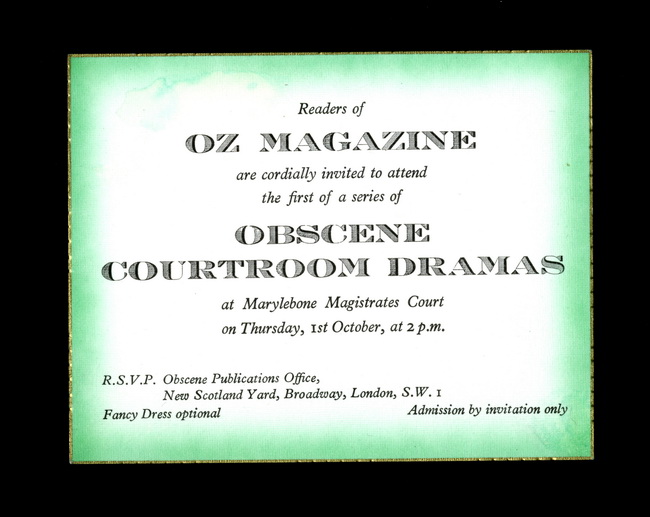 Readers of
OZ MAGAZINE
are cordially invited to attend
the first of a series of
OBSCENE
COURTROOM DRAMAS
at Marylebone Magistrates Court
on Thursday, 1st October, at 2 p.m.
R.S.V.P. Obscene Publications Office,
New Scotland Yard, Broadway, London, S.W. 1
Fancy Dress optional Admission by invitation only